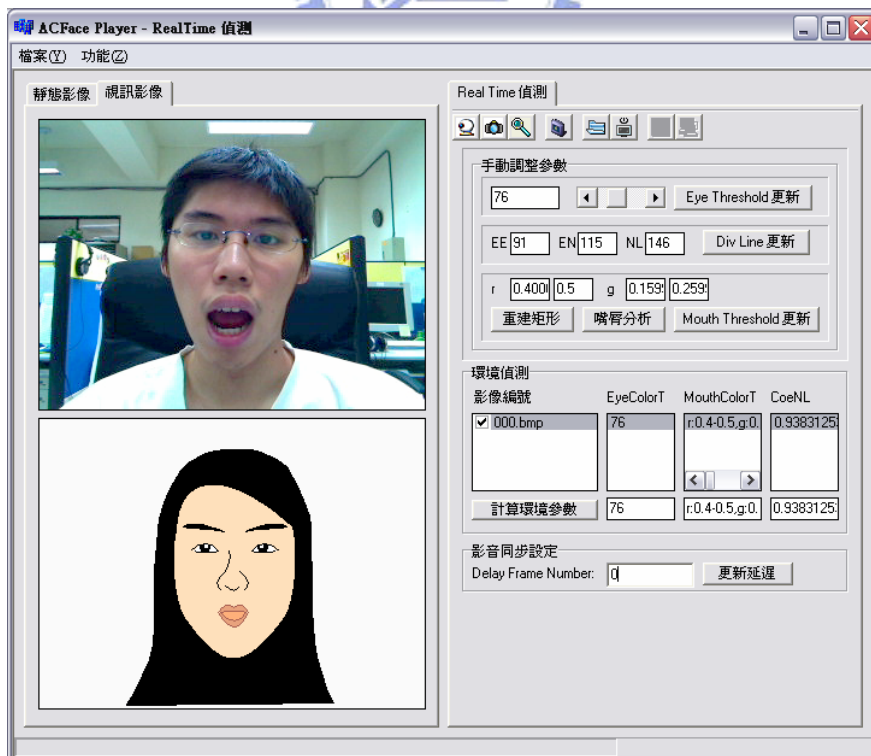 ACFace Player - RealTime 偵測
檔案(Y) 功能(Z)
靜態影像 視訊影像
Real Time 偵測
手動調整參數
76 Eye Threshold 更新
EE 91 EN 115 NL 146 Div Line 更新
r 0.400 0.5 g 0.159 0.259
重建矩形 嘴唇分析 Mouth Threshold 更新
環境偵測
影像編號 EyeColorT MouthColorT CoeNL
000.bmp 76 r:0.4-0.5,g:0. 0.9383125
計算環境參數 76 r:0.4-0.5,g:0. 0.9383125
影音同步設定
Delay Frame Number: 0 更新延遲